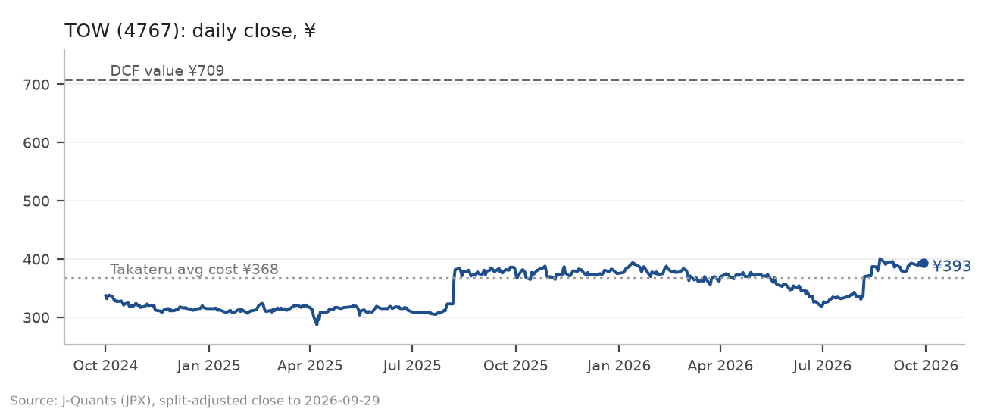 TOW (4767): daily close, ¥
DCF value ¥709
700
600
500
400
300
Takateru avg cost ¥368
¥393
Oct 2024
Jan 2025
Apr 2025
Jul 2025
Oct 2025
Jan 2026
Apr 2026
Jul 2026
Oct 2026
Source: J-Quants (JPX), split-adjusted close to 2026-09-29